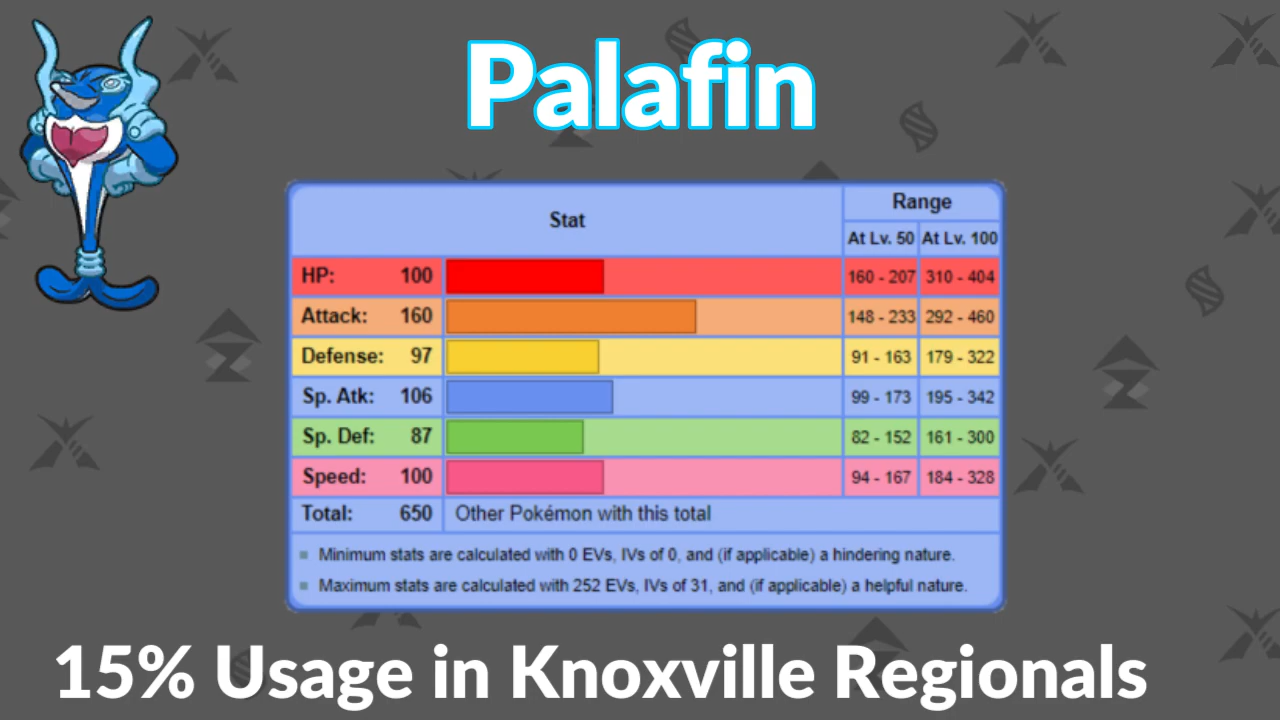 Palafin
Stat Range
At Lv. 50 At Lv. 100
HP: 100 160 - 207 310 - 404
Attack: 160 148 - 233 292 - 460
Defense: 97 91 - 163 179 - 322
Sp. Atk: 106 99 - 173 195 - 342
Sp. Def: 87 82 - 152 161 - 300
Speed: 100 94 - 167 184 - 328
Total: 650 Other Pokémon with this total
Minimum stats are calculated with 0 EVs, IVs of 0, and (if applicable) a hindering nature.
Maximum stats are calculated with 252 EVs, IVs of 31, and (if applicable) a helpful nature.
15% Usage in Knoxville Regionals